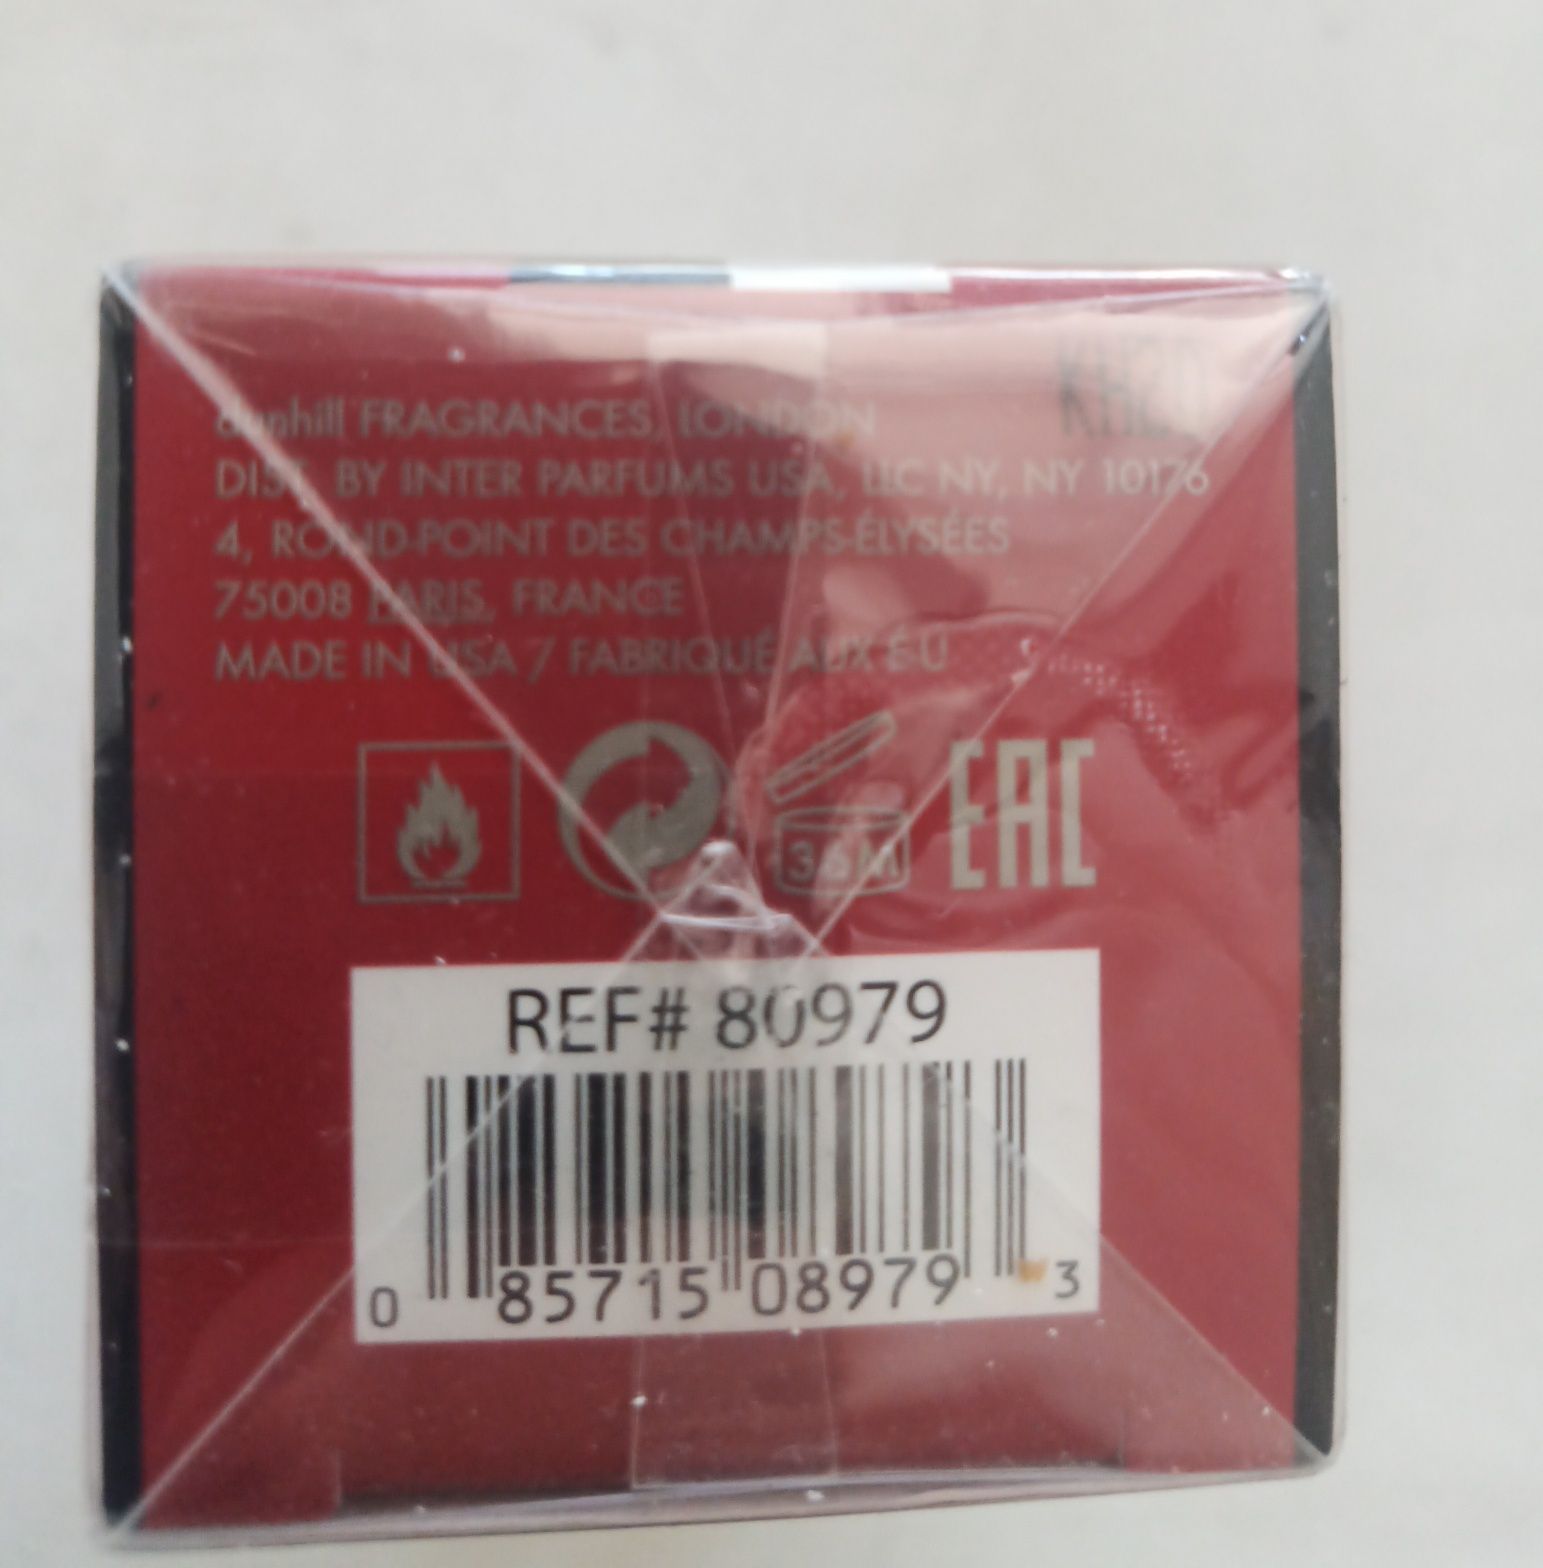 dunhill FRAGRANCES, LONDON
DIST. BY INTER PARFUMS USA, LLC NY, NY 10176
4, ROND-POINT DES CHAMPS-ÉLYSÉES
75008 PARIS, FRANCE
MADE IN USA / FABRIQUÉ AUX É-U
36M
EAC
REF# 80979
0 85715 08979 3